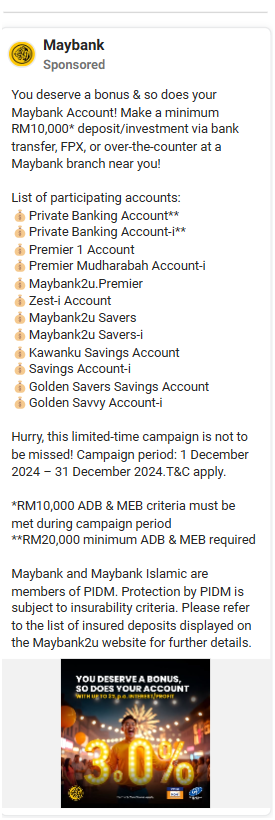 Maybank
Sponsored
You deserve a bonus & so does your
Maybank Account! Make a minimum
RM10,000* deposit/investment via bank
transfer, FPX, or over-the-counter at a
Maybank branch near you!
List of participating accounts:
💰 Private Banking Account**
💰 Private Banking Account-i**
💰 Premier 1 Account
💰 Premier Mudharabah Account-i
💰 Maybank2u.Premier
💰 Zest-i Account
💰 Maybank2u Savers
💰 Maybank2u Savers-i
💰 Kawanku Savings Account
💰 Savings Account-i
💰 Golden Savers Savings Account
💰 Golden Savvy Account-i
Hurry, this limited-time campaign is not to
be missed! Campaign period: 1 December
2024 – 31 December 2024.T&C apply.
*RM10,000 ADB & MEB criteria must be
met during campaign period
**RM20,000 minimum ADB & MEB required
Maybank and Maybank Islamic are
members of PIDM. Protection by PIDM is
subject to insurability criteria. Please refer
to the list of insured deposits displayed on
the Maybank2u website for further details.
YOU DESERVE A BONUS,
SO DOES YOUR ACCOUNT
3.0%